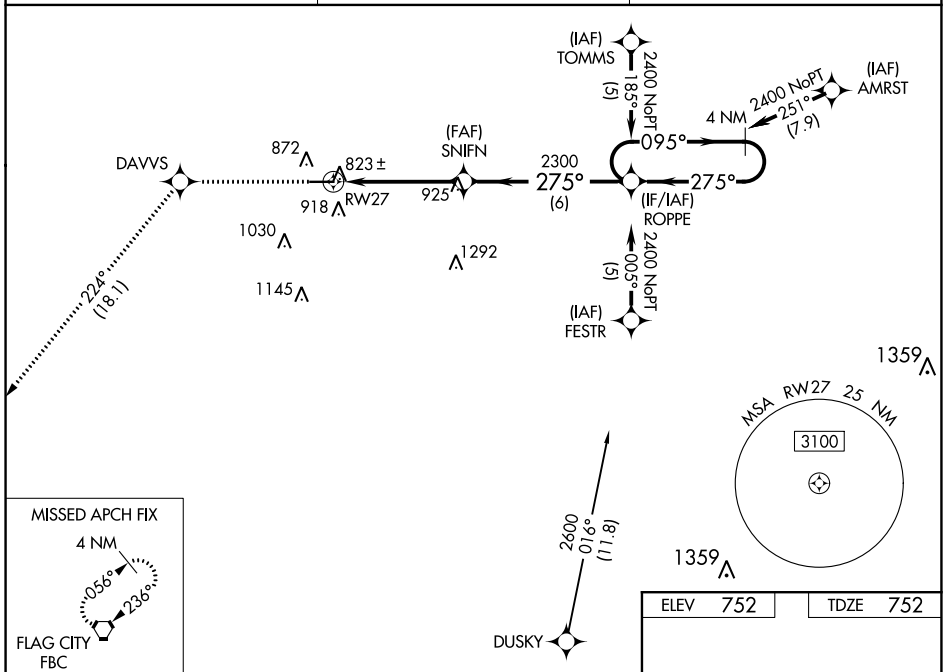 (IAF)
TOMMS
2400 NoPT
185°
(5)
(IAF)
AMRST
2400 NoPT
251°
(7.9)
4 NM
095°
(FAF)
SNIFN
2300
275°
(6)
275°
(IF/IAF)
ROPPE
DAVVS
872
823 ±
918
RW27
925
1030
1145
1292
224°
(18.1)
2400 NoPT
005°
(5)
(IAF)
FESTR
1359
MSA RW27 25 NM
3100
2600
016°
(11.8)
1359
DUSKY
MISSED APCH FIX
4 NM
056°
236°
FLAG CITY
FBC
ELEV 752
TDZE 752